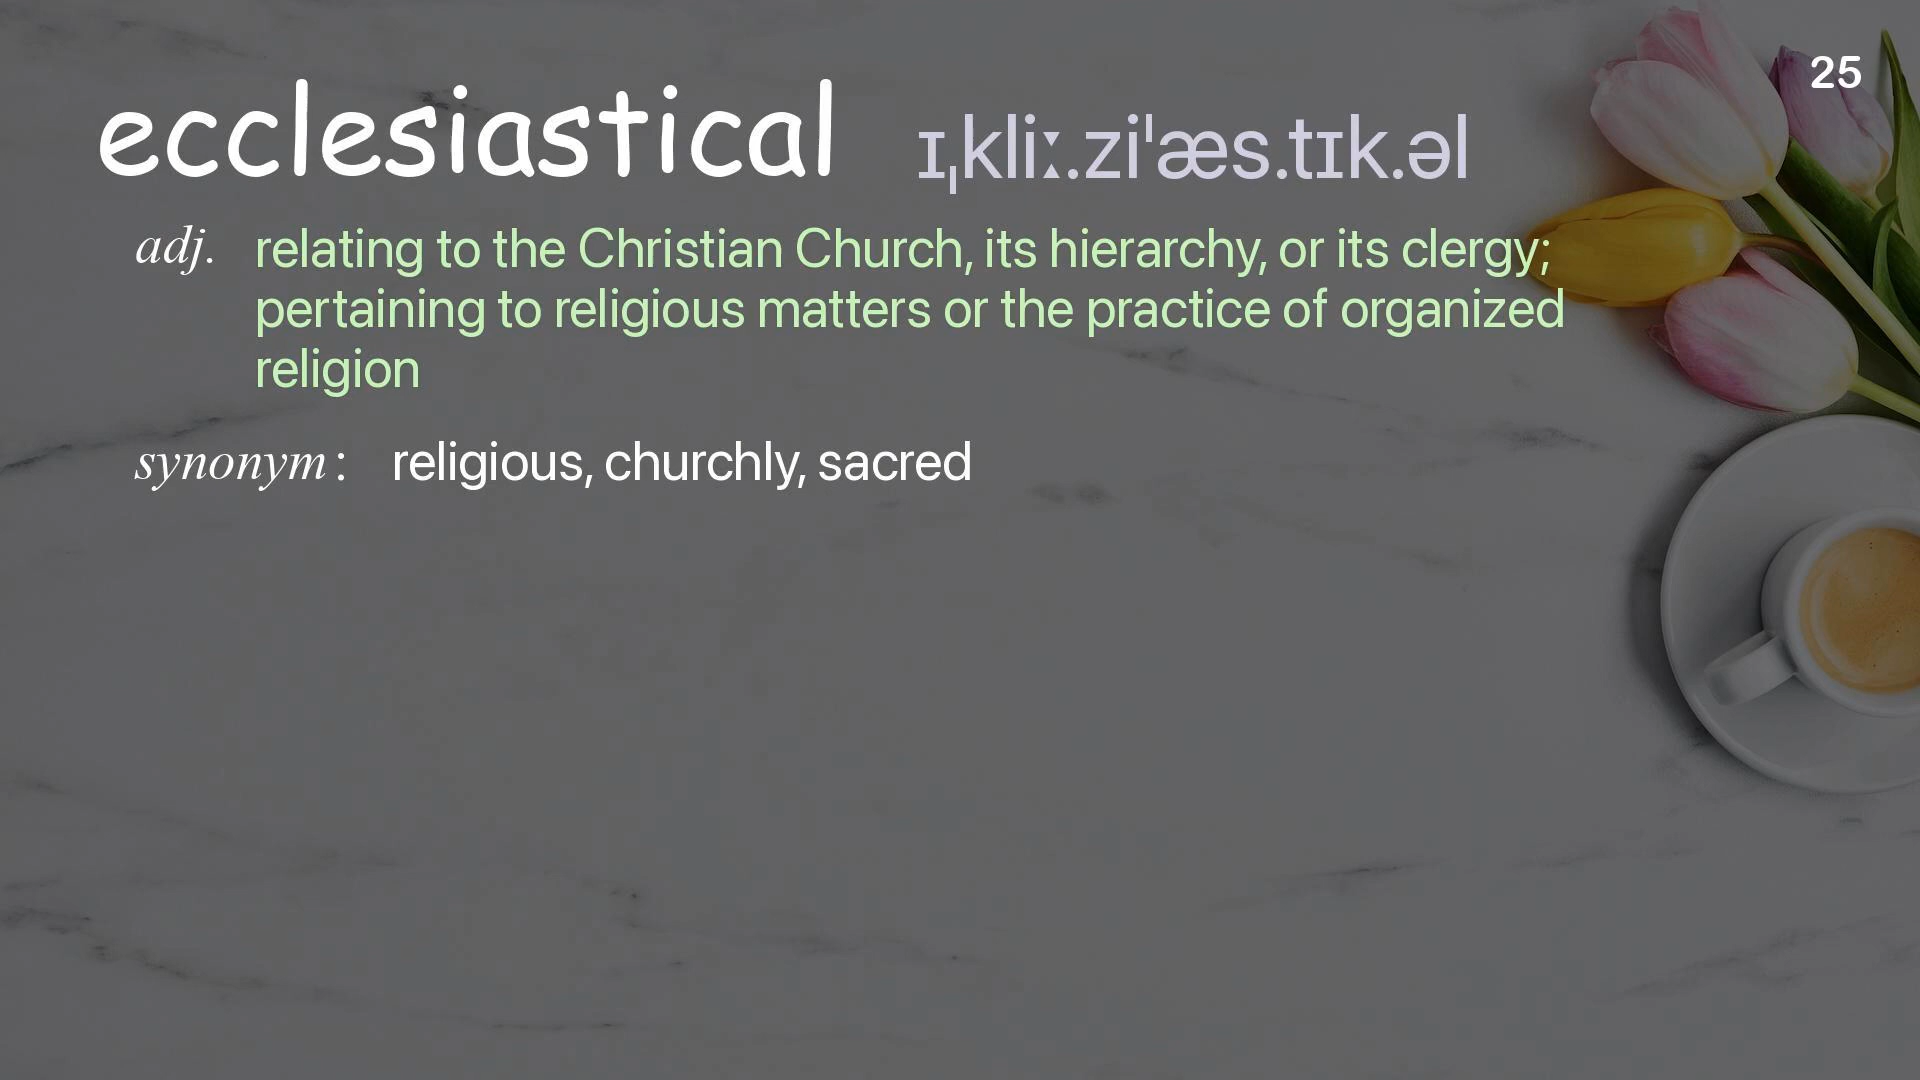 25
ecclesiastical ɪˌkliː.ziˈæs.tɪk.əl
adj. relating to the Christian Church, its hierarchy, or its clergy;
pertaining to religious matters or the practice of organized
religion
synonym: religious, churchly, sacred